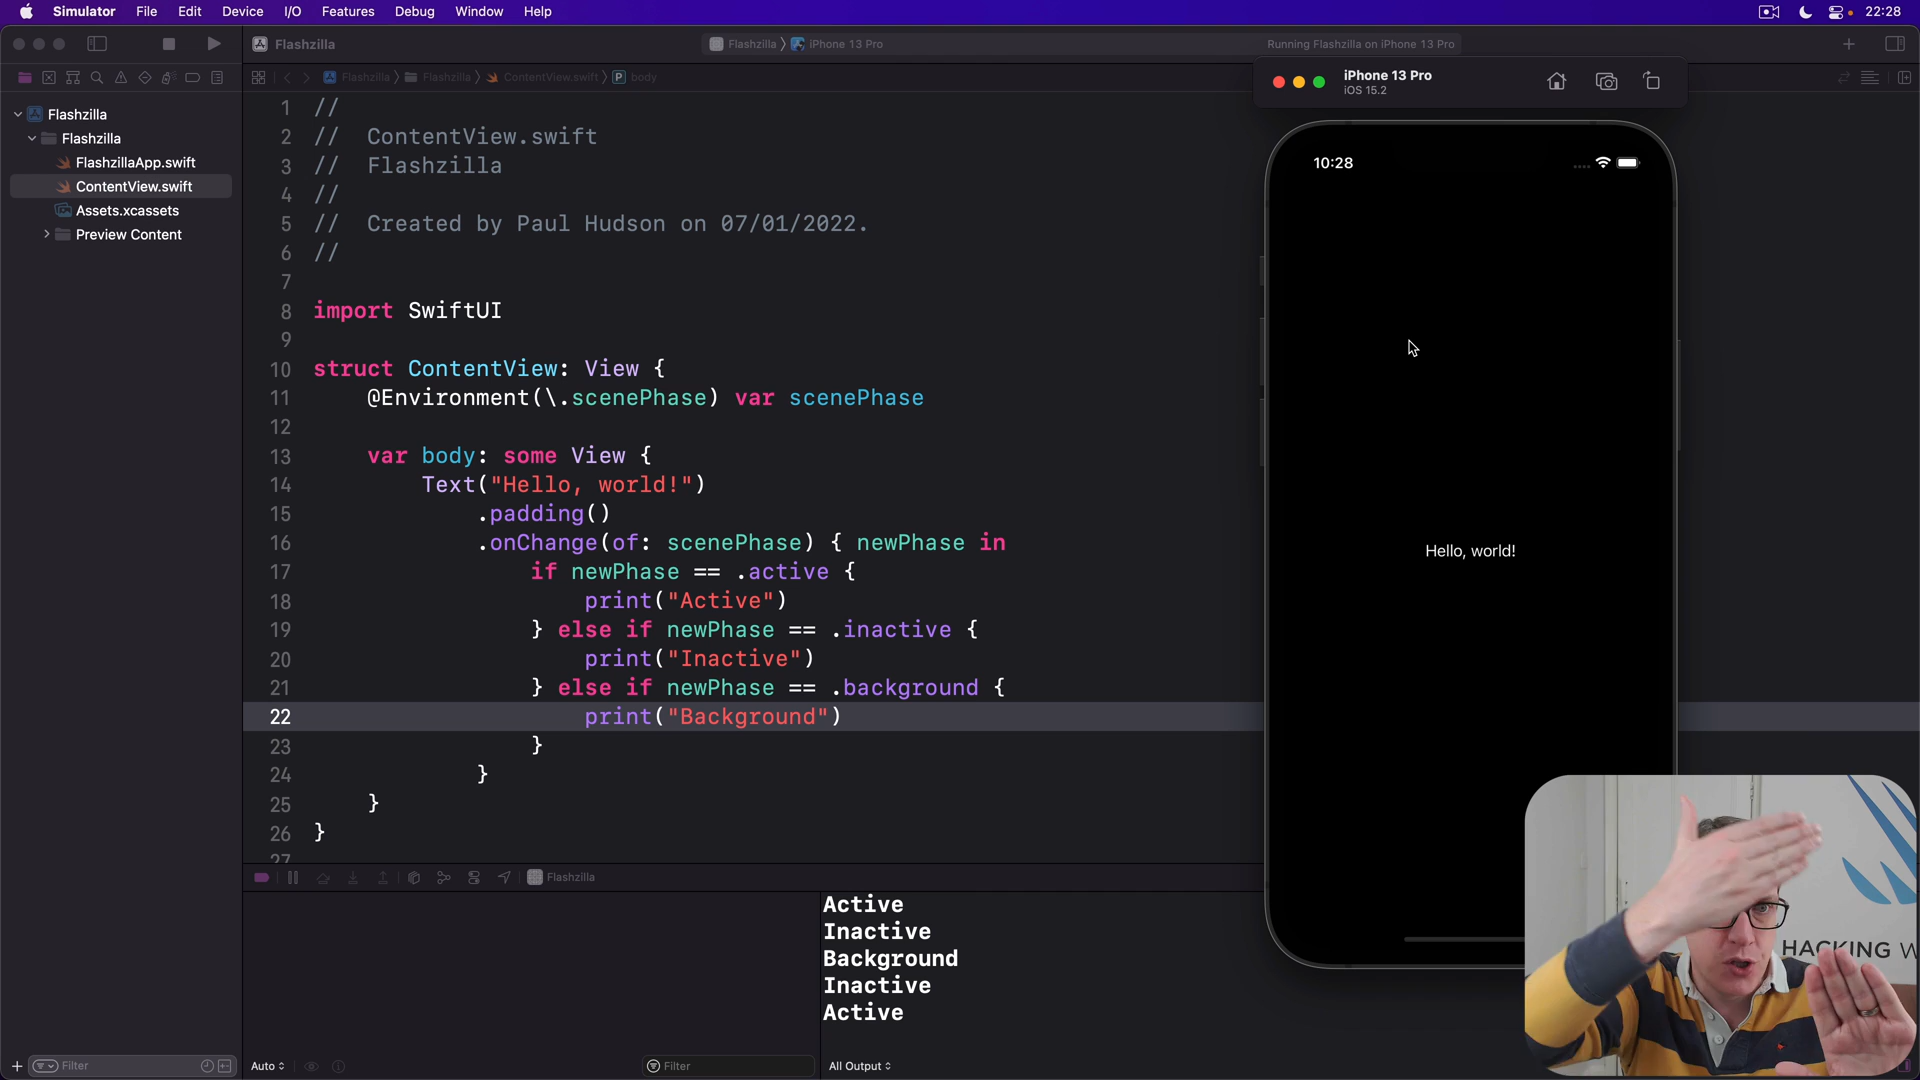 Simulator File Edit Device I/O Features Debug Window Help 22:28
Flashzilla Flashzilla iPhone 13 Pro Running Flashzilla on iPhone 13 Pro
Flashzilla Flashzilla ContentView.swift P body
iPhone 13 Pro
iOS 15.2
Flashzilla
Flashzilla
FlashzillaApp.swift
ContentView.swift
Assets.xcassets
Preview Content
1 //
2 // ContentView.swift
3 // Flashzilla
4 //
5 // Created by Paul Hudson on 07/01/2022.
6 //
7
8 import SwiftUI
9
10 struct ContentView: View {
11 @Environment(\.scenePhase) var scenePhase
12
13 var body: some View {
14 Text("Hello, world!")
15 .padding()
16 .onChange(of: scenePhase) { newPhase in
17 if newPhase == .active {
18 print("Active")
19 } else if newPhase == .inactive {
20 print("Inactive")
21 } else if newPhase == .background {
22 print("Background")
23 }
24 }
25 }
26 }
27
10:28
Hello, world!
Flashzilla
Active
Inactive
Background
Inactive
Active
Filter
Auto
Filter
All Output
HACKING W